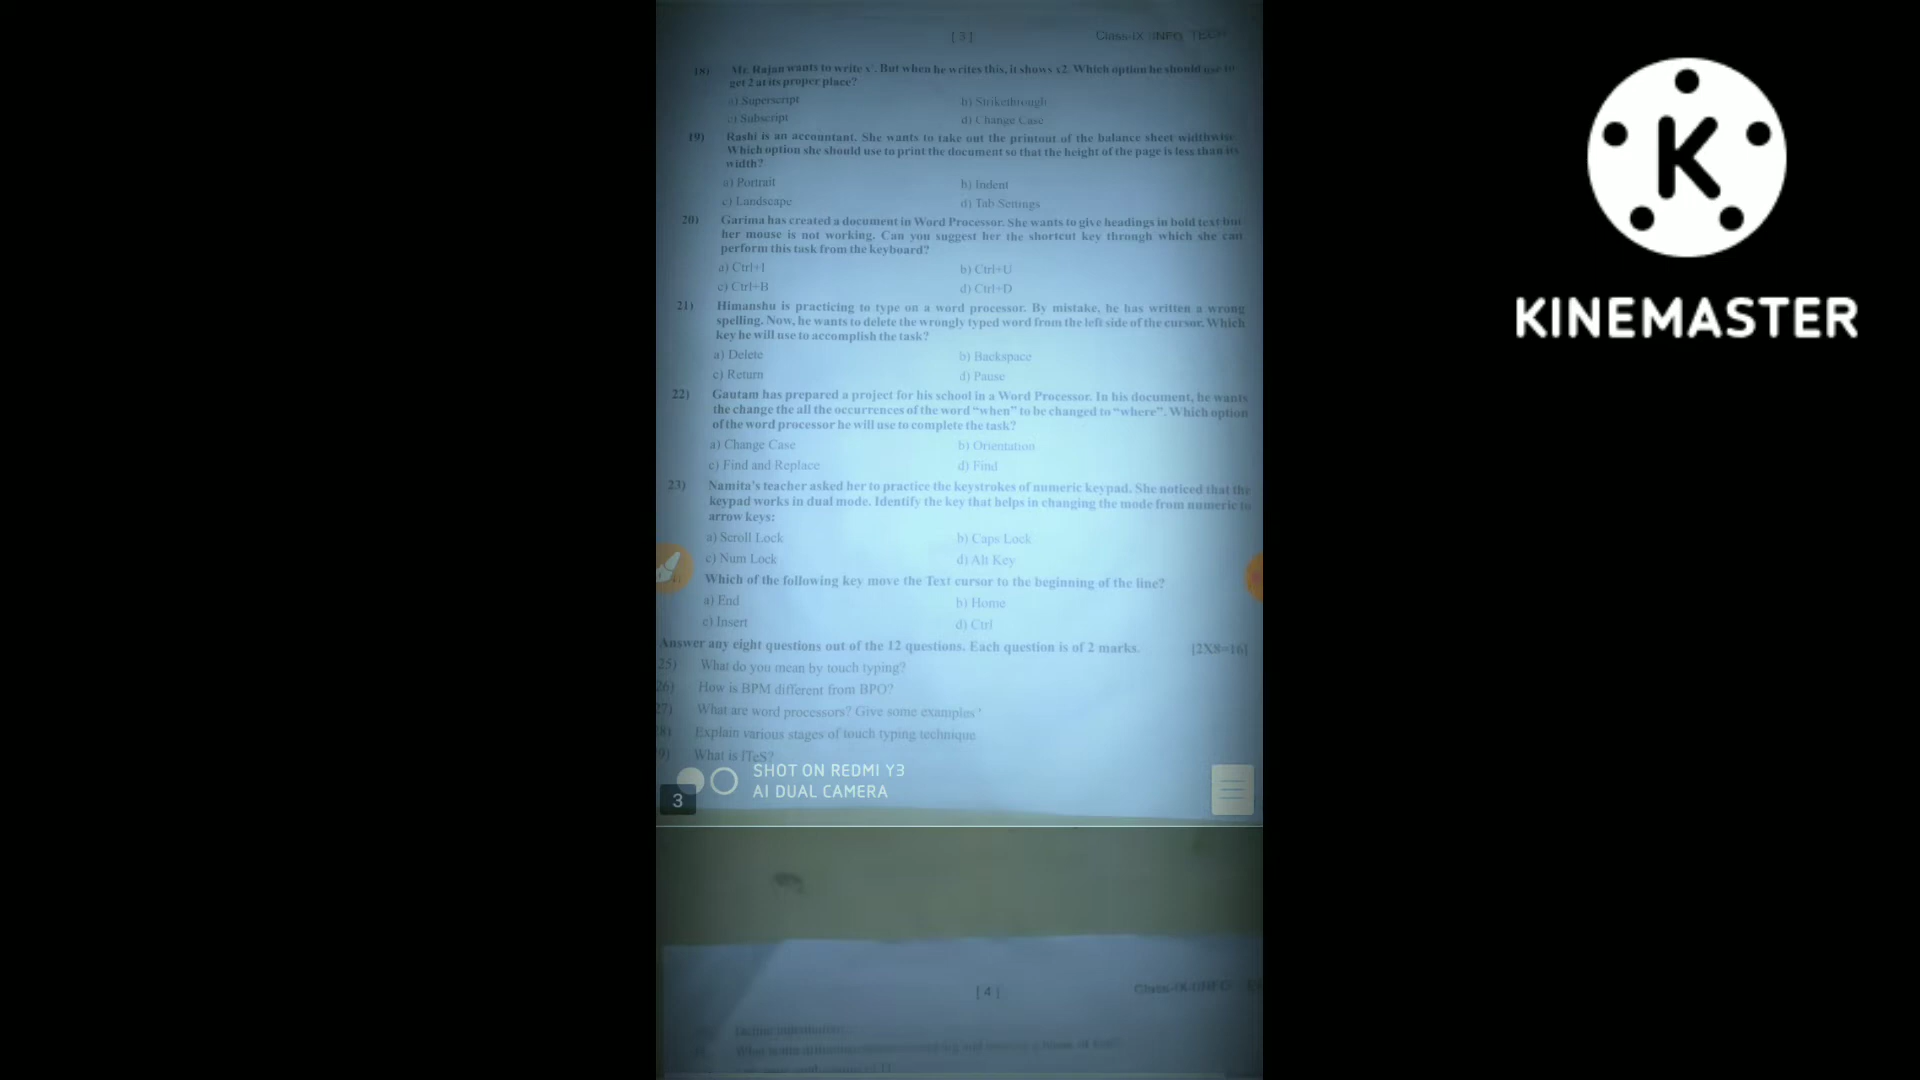 [ 3 ] Class-IX (INFO. TECH
18) Mr. Rajan wants to write x². But when he writes this, it shows x2. Which option he should use to
get 2 at its proper place?
a) Superscript b) Strikethrough
c) Subscript d) Change Case
19) Rashi is an accountant. She wants to take out the printout of the balance sheet widthwise.
Which option she should use to print the document so that the height of the page is less than its
width?
a) Portrait b) Indent
c) Landscape d) Tab Settings
20) Garima has created a document in Word Processor. She wants to give headings in bold text but
her mouse is not working. Can you suggest her the shortcut key through which she can
perform this task from the keyboard?
a) Ctrl+I b) Ctrl+U
c) Ctrl+B d) Ctrl+D
21) Himanshu is practicing to type on a word processor. By mistake, he has written a wrong
spelling. Now, he wants to delete the wrongly typed word from the left side of the cursor. Which
key he will use to accomplish the task?
a) Delete b) Backspace
c) Return d) Pause
22) Gautam has prepared a project for his school in a Word Processor. In his document, he wants
the change the all the occurrences of the word “when” to be changed to “where”. Which option
of the word processor he will use to complete the task?
a) Change Case b) Orientation
c) Find and Replace d) Find
23) Namita’s teacher asked her to practice the keystrokes of numeric keypad. She noticed that the
keypad works in dual mode. Identify the key that helps in changing the mode from numeric to
arrow keys:
a) Scroll Lock b) Caps Lock
c) Num Lock d) Alt Key
Which of the following key move the Text cursor to the beginning of the line?
a) End b) Home
c) Insert d) Ctrl
Answer any eight questions out of the 12 questions. Each question is of 2 marks. [2X8=16]
25) What do you mean by touch typing?
26) How is BPM different from BPO?
27) What are word processors? Give some examples
8) Explain various stages of touch typing technique
9) What is ITeS?
SHOT ON REDMI Y3
AI DUAL CAMERA
3
[ 4 ]
KINEMASTER